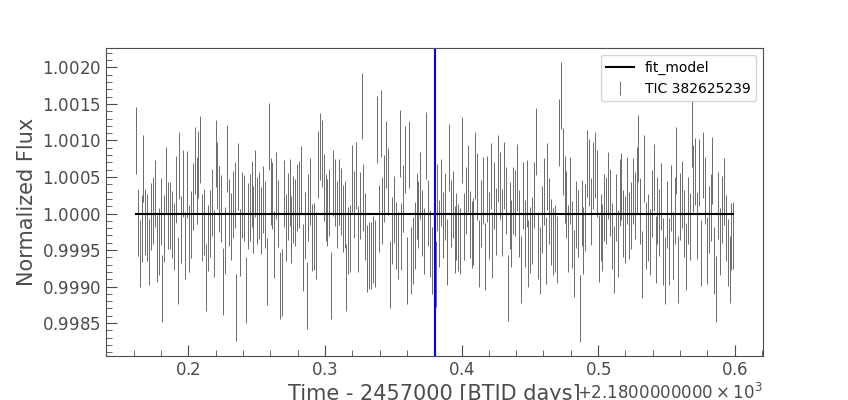 fit_model
TIC 382625239
1.0020
1.0015
1.0010
1.0005
1.0000
0.9995
0.9990
0.9985
Normalized Flux
0.2 0.3 0.4 0.5 0.6
Time - 2457000 [BTJD days]
+2.1800000000 × 10³